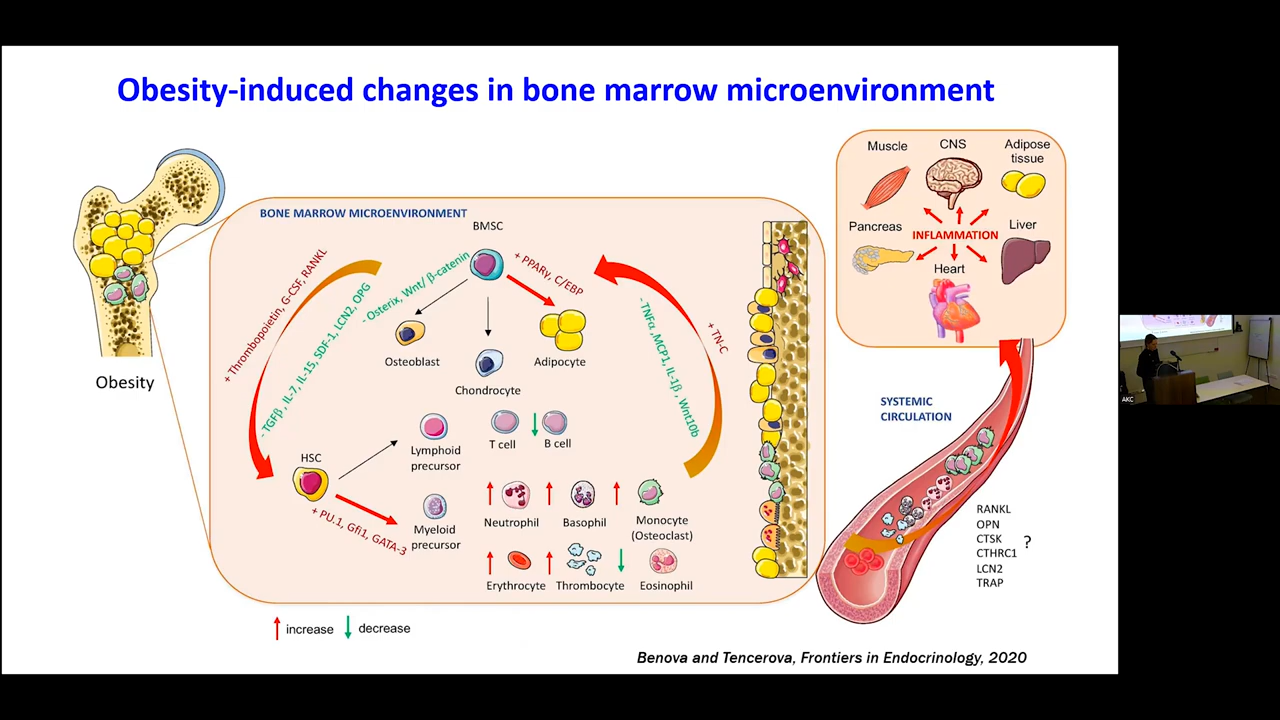 Obesity-induced changes in bone marrow microenvironment
Obesity
BONE MARROW MICROENVIRONMENT
BMSC
+ Thrombopoietin, G-CSF, RANKL
- TGFβ, IL-7, IL-15, SDF-1, LCN2, OPG
- Osterix, Wnt/ β-catenin
+ PPARγ, C/EBP
Osteoblast
Chondrocyte
Adipocyte
- TNFα, MCP1, IL-1β, Wnt10b
+ TN-C
HSC
Lymphoid
precursor
T cell
B cell
+ PU.1, Gfi1, GATA-3
Myeloid
precursor
Neutrophil
Basophil
Monocyte
(Osteoclast)
Erythrocyte
Thrombocyte
Eosinophil
increase
decrease
Muscle
CNS
Adipose
tissue
Pancreas
INFLAMMATION
Liver
Heart
SYSTEMIC
CIRCULATION
RANKL
OPN
CTSK
CTHRC1
LCN2
TRAP
?
Benova and Tencerova, Frontiers in Endocrinology, 2020
AKC